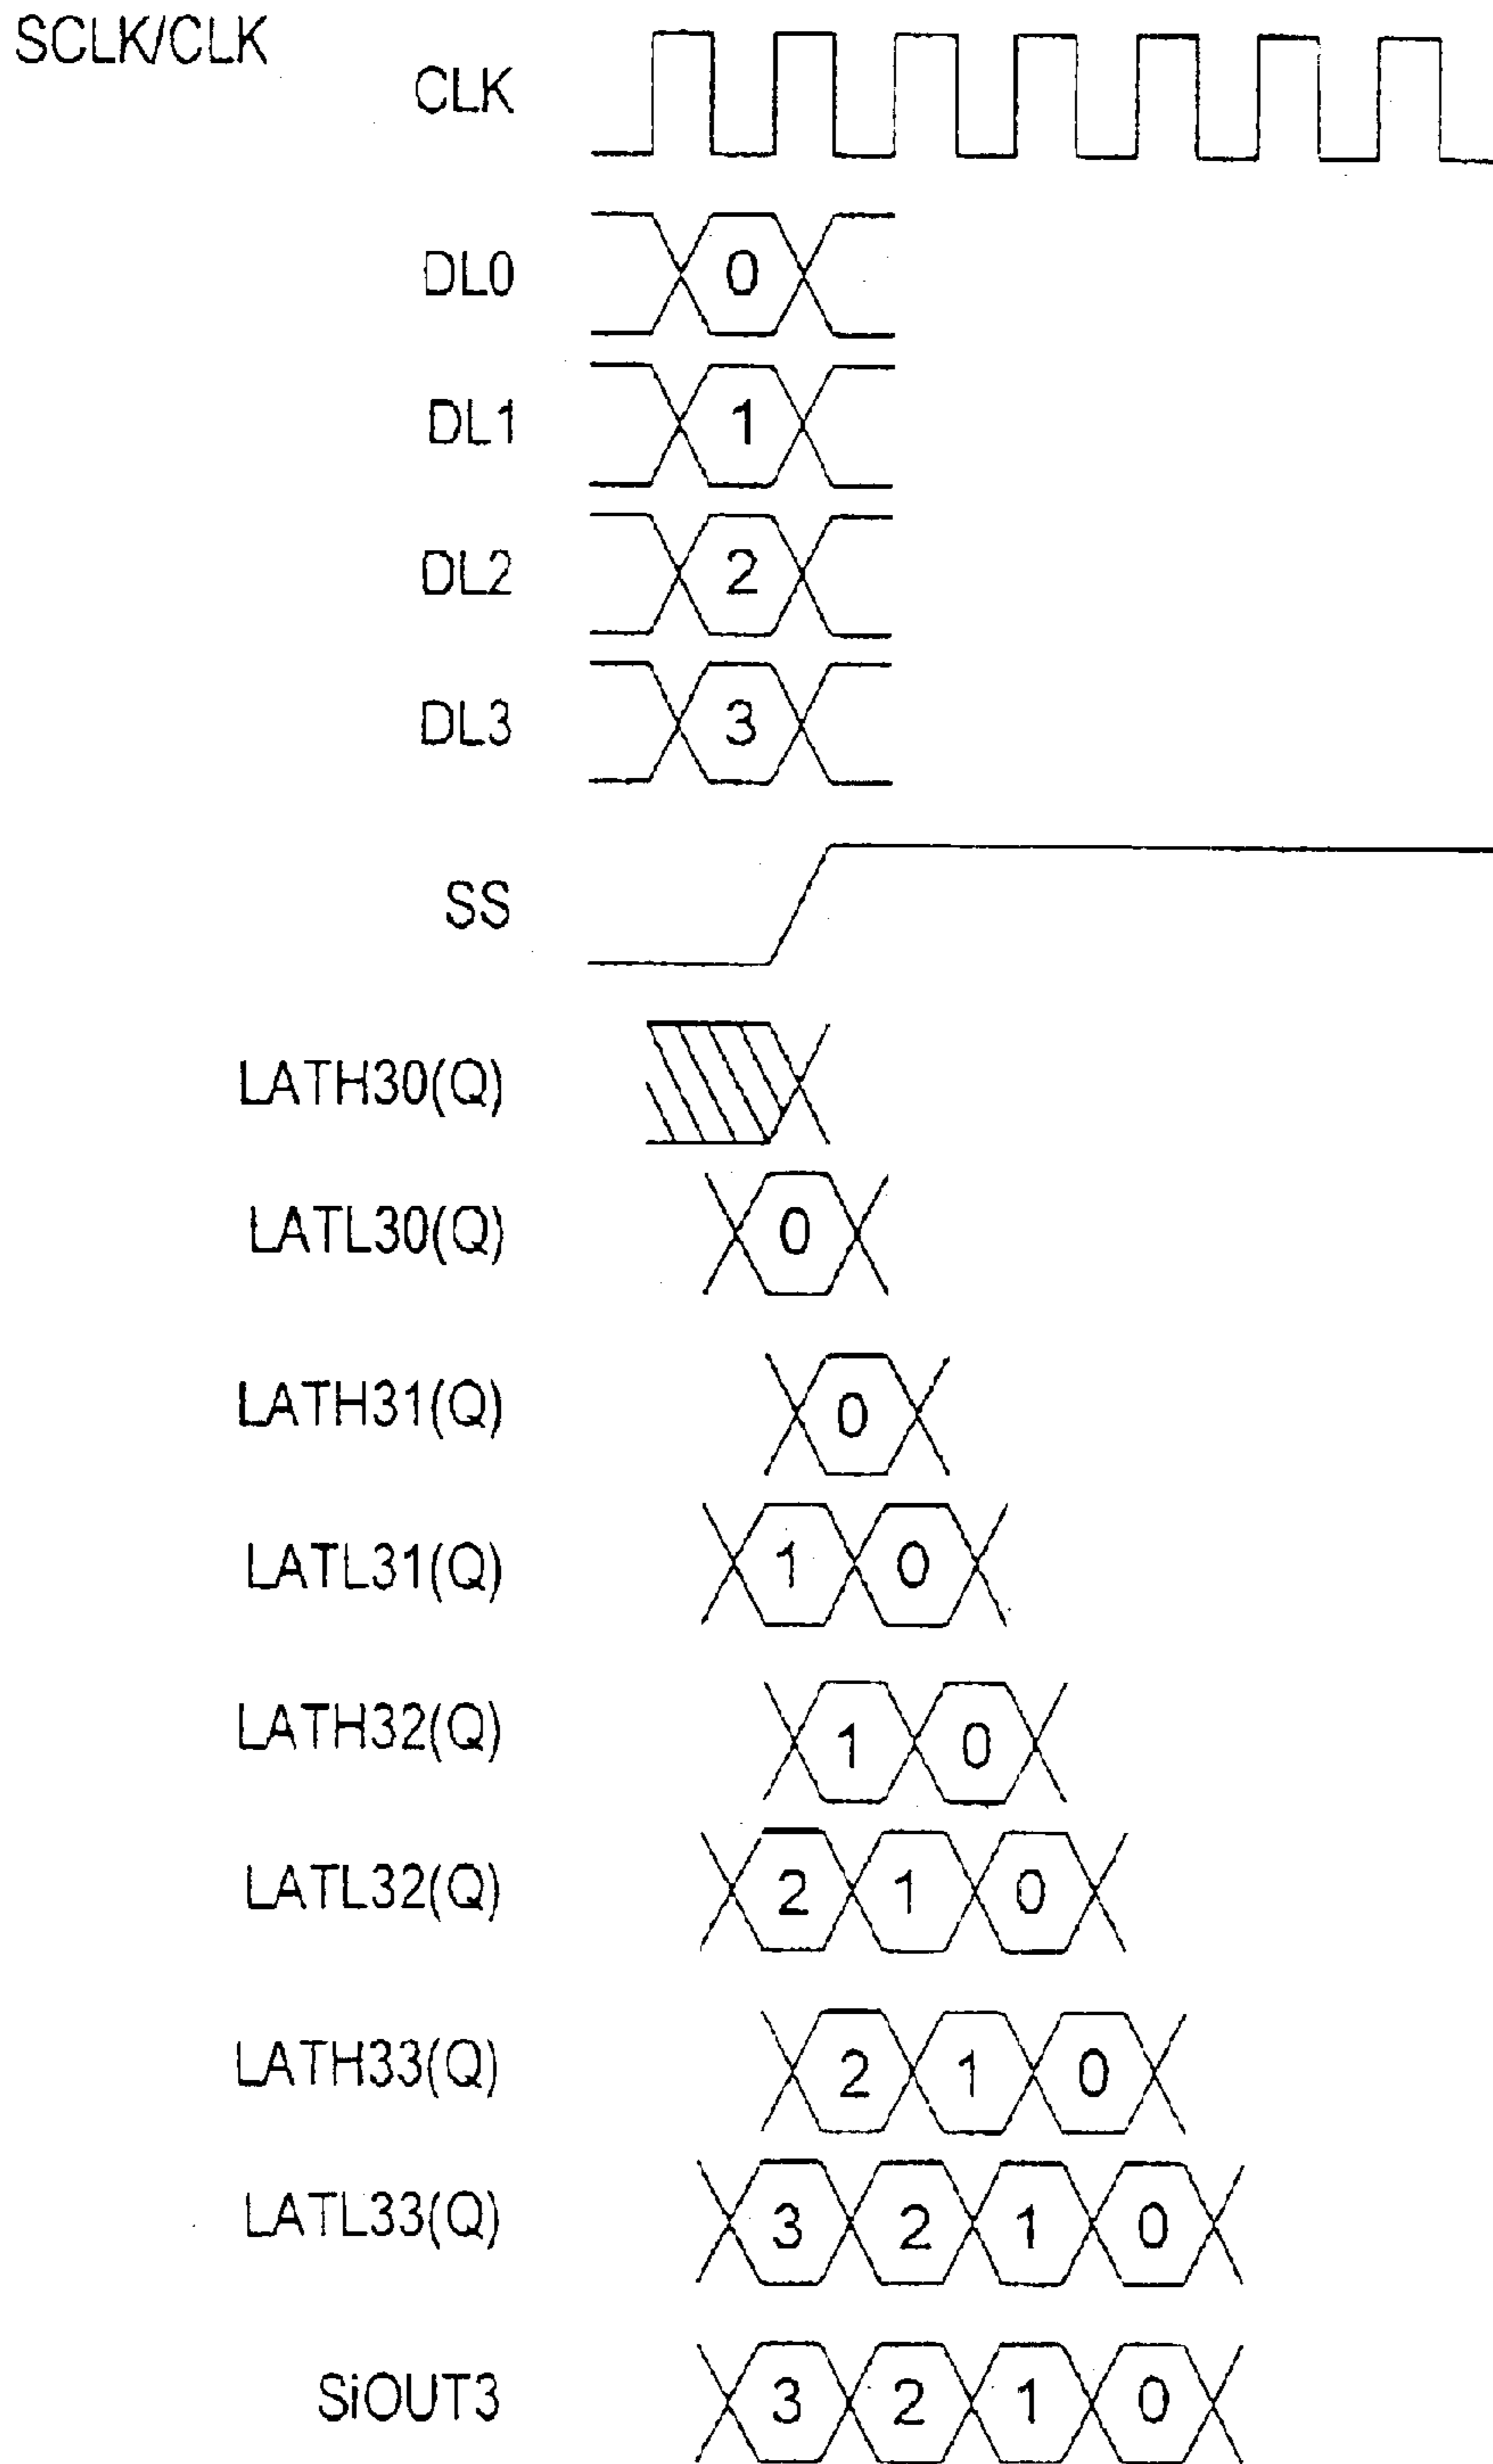 SCLK/CLK
CLK
DL0
0
DL1
1
DL2
2
DL3
3
SS
LATH30(Q)
LATL30(Q)
0
LATH31(Q)
0
LATL31(Q)
1 0
LATH32(Q)
1 0
LATL32(Q)
2 1 0
LATH33(Q)
2 1 0
LATL33(Q)
3 2 1 0
SiOUT3
3 2 1 0